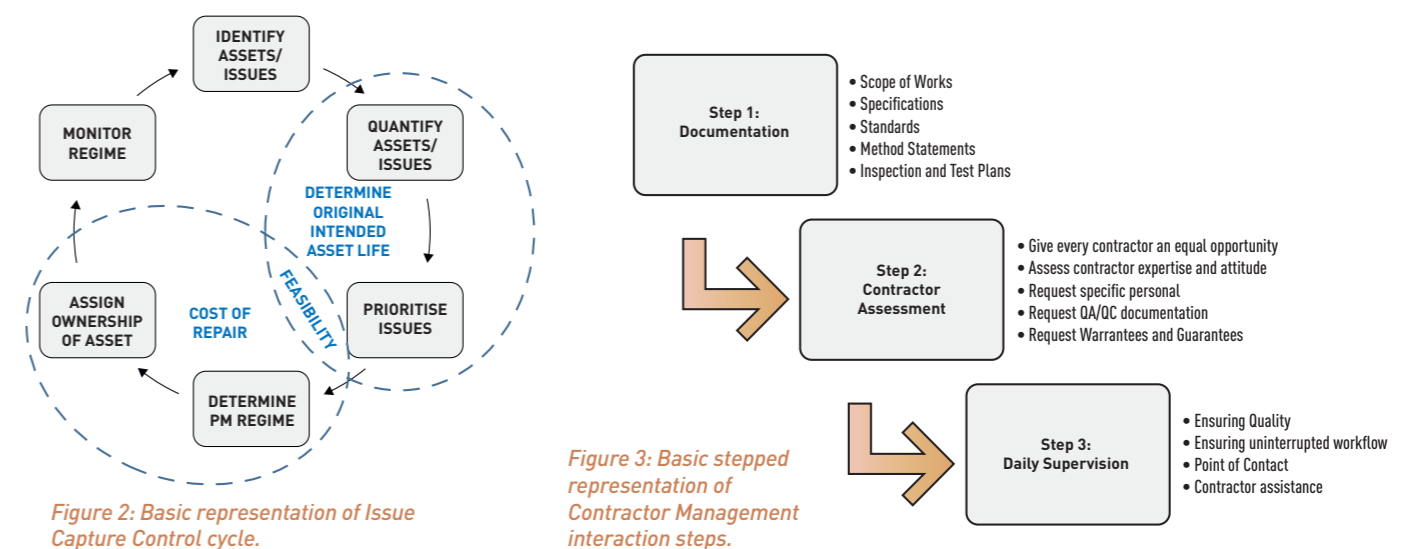 IDENTIFY
ASSETS/
ISSUES
QUANTIFY
ASSETS/
ISSUES
PRIORITISE
ISSUES
DETERMINE
PM REGIME
ASSIGN
OWNERSHIP
OF ASSET
MONITOR
REGIME
DETERMINE
ORIGINAL
INTENDED
ASSET LIFE
FEASIBILITY
COST OF
REPAIR
Figure 2: Basic representation of Issue
Capture Control cycle.
Step 1:
Documentation
• Scope of Works
• Specifications
• Standards
• Method Statements
• Inspection and Test Plans
Step 2:
Contractor
Assessment
• Give every contractor an equal opportunity
• Assess contractor expertise and attitude
• Request specific personal
• Request QA/QC documentation
• Request Warrantees and Guarantees
Step 3:
Daily Supervision
• Ensuring Quality
• Ensuring uninterrupted workflow
• Point of Contact
• Contractor assistance
Figure 3: Basic stepped
representation of
Contractor Management
interaction steps.